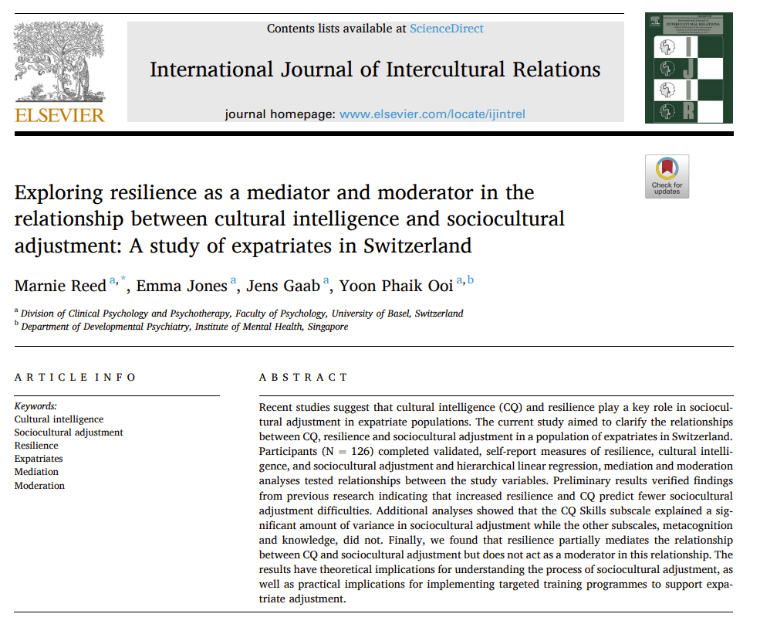 Contents lists available at ScienceDirect
International Journal of Intercultural Relations
journal homepage: www.elsevier.com/locate/ijintrel
ELSEVIER
I
J
I
R
Check for
updates
Exploring resilience as a mediator and moderator in the
relationship between cultural intelligence and sociocultural
adjustment: A study of expatriates in Switzerland
Marnie Reed a,*, Emma Jones a, Jens Gaab a, Yoon Phaik Ooi a,b
a Division of Clinical Psychology and Psychotherapy, Faculty of Psychology, University of Basel, Switzerland
b Department of Developmental Psychiatry, Institute of Mental Health, Singapore
ARTICLE INFO
Keywords:
Cultural intelligence
Sociocultural adjustment
Resilience
Expatriates
Mediation
Moderation
ABSTRACT
Recent studies suggest that cultural intelligence (CQ) and resilience play a key role in sociocul-
tural adjustment in expatriate populations. The current study aimed to clarify the relationships
between CQ, resilience and sociocultural adjustment in a population of expatriates in Switzerland.
Participants (N = 126) completed validated, self-report measures of resilience, cultural intelli-
gence, and sociocultural adjustment and hierarchical linear regression, mediation and moderation
analyses tested relationships between the study variables. Preliminary results verified findings
from previous research indicating that increased resilience and CQ predict fewer sociocultural
adjustment difficulties. Additional analyses showed that the CQ Skills subscale explained a sig-
nificant amount of variance in sociocultural adjustment while the other subscales, metacognition
and knowledge, did not. Finally, we found that resilience partially mediates the relationship
between CQ and sociocultural adjustment but does not act as a moderator in this relationship. The
results have theoretical implications for understanding the process of sociocultural adjustment, as
well as practical implications for implementing targeted training programmes to support expa-
triate adjustment.